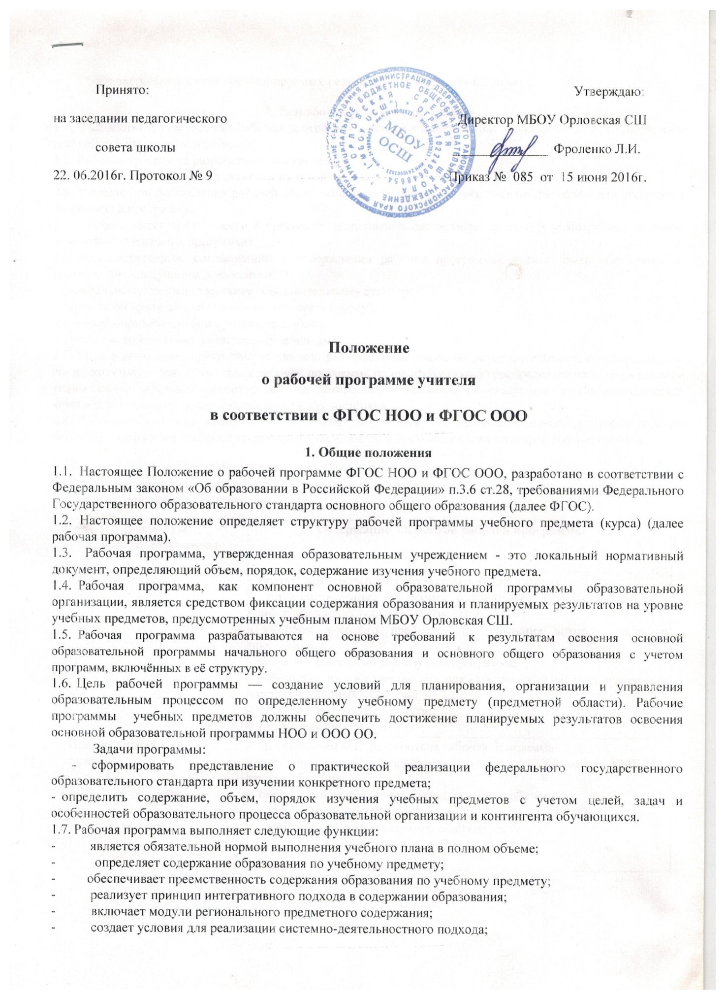 Принято:
Утверждаю:
на заседании педагогического
Директор МБОУ Орловская СШ
совета школы
Фроленко Л.И.
22. 06.2016г. Протокол № 9
Приказ № 085 от 15 июня 2016г.
МБОУ
ОСШ
Положение
о рабочей программе учителя
в соответствии с ФГОС НОО и ФГОС ООО
1. Общие положения
1.1. Настоящее Положение о рабочей программе ФГОС НОО и ФГОС ООО, разработано в соответствии с
Федеральным законом «Об образовании в Российской Федерации» п.3.6 ст.28, требованиями Федерального
Государственного образовательного стандарта основного общего образования (далее ФГОС).
1.2. Настоящее положение определяет структуру рабочей программы учебного предмета (курса) (далее
рабочая программа).
1.3. Рабочая программа, утвержденная образовательным учреждением - это локальный нормативный
документ, определяющий объем, порядок, содержание изучения учебного предмета.
1.4. Рабочая программа, как компонент основной образовательной программы образовательной
организации, является средством фиксации содержания образования и планируемых результатов на уровне
учебных предметов, предусмотренных учебным планом МБОУ Орловская СШ.
1.5. Рабочая программа разрабатываются на основе требований к результатам освоения основной
образовательной программы начального общего образования и основного общего образования с учетом
программ, включённых в её структуру.
1.6. Цель рабочей программы — создание условий для планирования, организации и управления
образовательным процессом по определенному учебному предмету (предметной области). Рабочие
программы учебных предметов должны обеспечить достижение планируемых результатов освоения
основной образовательной программы НОО и ООО ОО.
Задачи программы:
- сформировать представление о практической реализации федерального государственного
образовательного стандарта при изучении конкретного предмета;
- определить содержание, объем, порядок изучения учебных предметов с учетом целей, задач и
особенностей образовательного процесса образовательной организации и контингента обучающихся.
1.7. Рабочая программа выполняет следующие функции:
- является обязательной нормой выполнения учебного плана в полном объеме;
- определяет содержание образования по учебному предмету;
- обеспечивает преемственность содержания образования по учебному предмету;
- реализует принцип интегративного подхода в содержании образования;
- включает модули регионального предметного содержания;
- создает условия для реализации системно-деятельностного подхода;